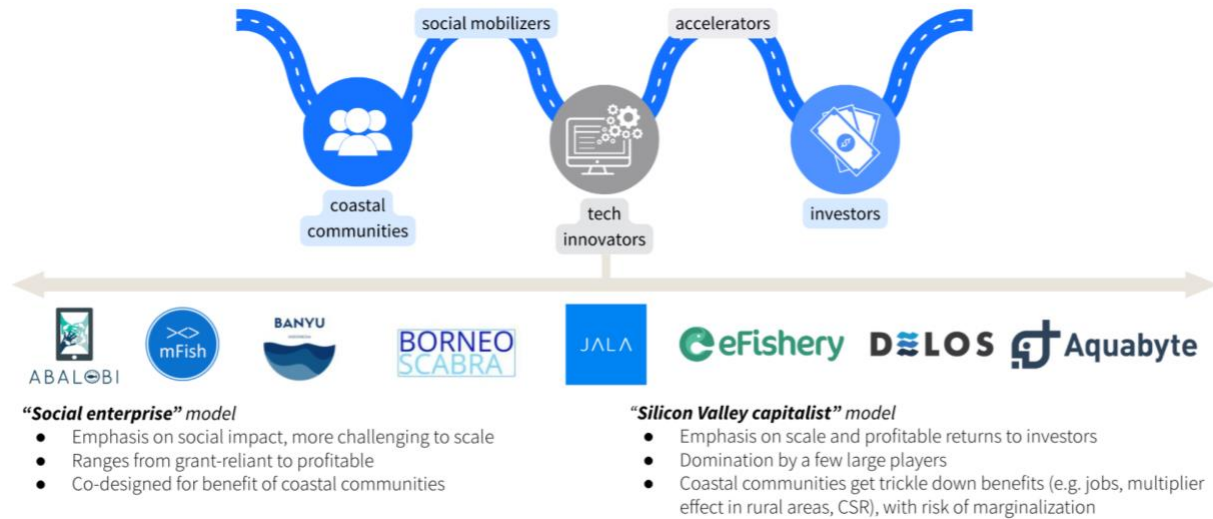 social mobilizers
accelerators
coastal
communities
tech
innovators
investors
ABALOBI
mFish
BANYU
BORNEO
SCABRA
JALA
eFishery
DELOS
Aquabyte
“Social enterprise” model
● Emphasis on social impact, more challenging to scale
● Ranges from grant-reliant to profitable
● Co-designed for benefit of coastal communities
“Silicon Valley capitalist” model
● Emphasis on scale and profitable returns to investors
● Domination by a few large players
● Coastal communities get trickle down benefits (e.g. jobs, multiplier
effect in rural areas, CSR), with risk of marginalization